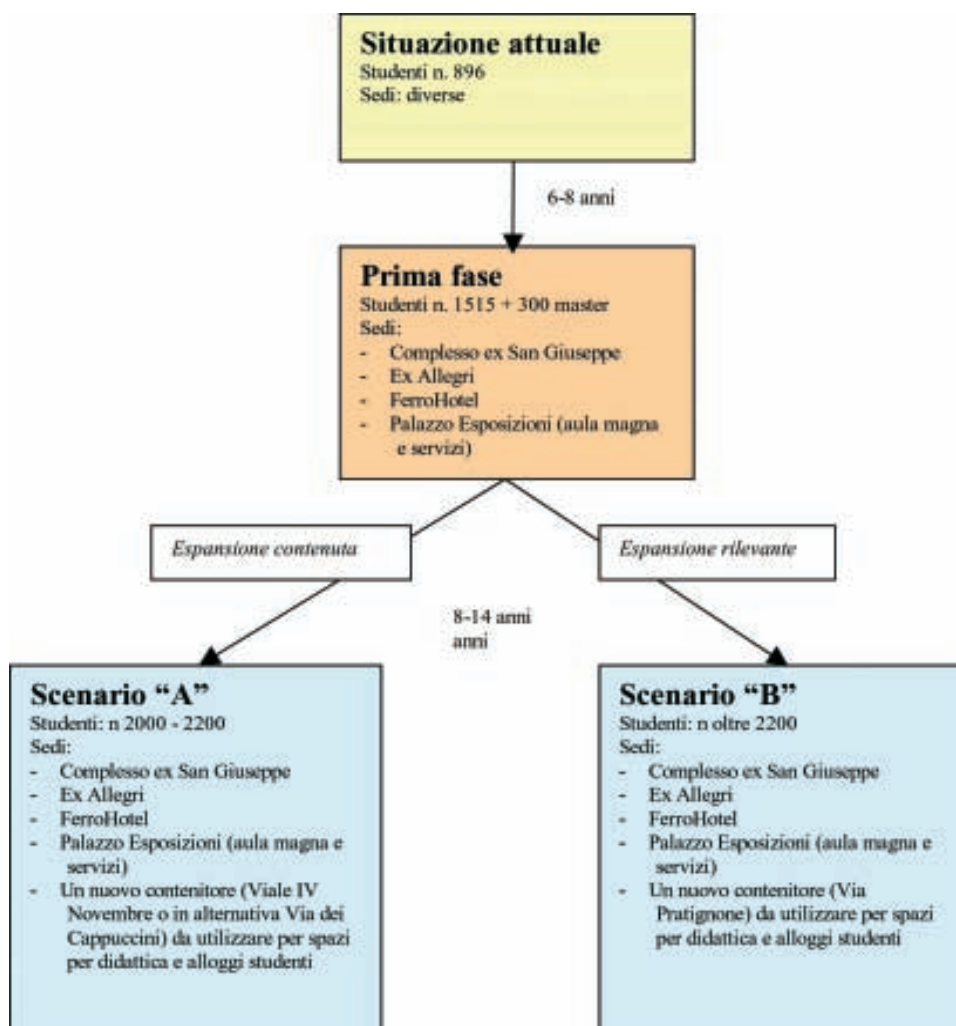 Situazione attuale
Studenti n. 896
Sedi: diverse
6-8 anni
Prima fase
Studenti n. 1515 + 300 master
Sedi:
- Complesso ex San Giuseppe
- Ex Allegri
- FerroHotel
- Palazzo Esposizioni (aula magna
e servizi)
Espansione contenuta
Espansione rilevante
8-14 anni
anni
Scenario “A”
Studenti: n 2000 - 2200
Sedi:
- Complesso ex San Giuseppe
- Ex Allegri
- FerroHotel
- Palazzo Esposizioni (aula magna e
servizi)
- Un nuovo contenitore (Viale IV
Novembre o in alternativa Via dei
Cappuccini) da utilizzare per spazi
per didattica e alloggi studenti
Scenario “B”
Studenti: n oltre 2200
Sedi:
- Complesso ex San Giuseppe
- Ex Allegri
- FerroHotel
- Palazzo Esposizioni (aula magna e
servizi)
- Un nuovo contenitore (Via
Pratignone) da utilizzare per spazi
per didattica e alloggi studenti